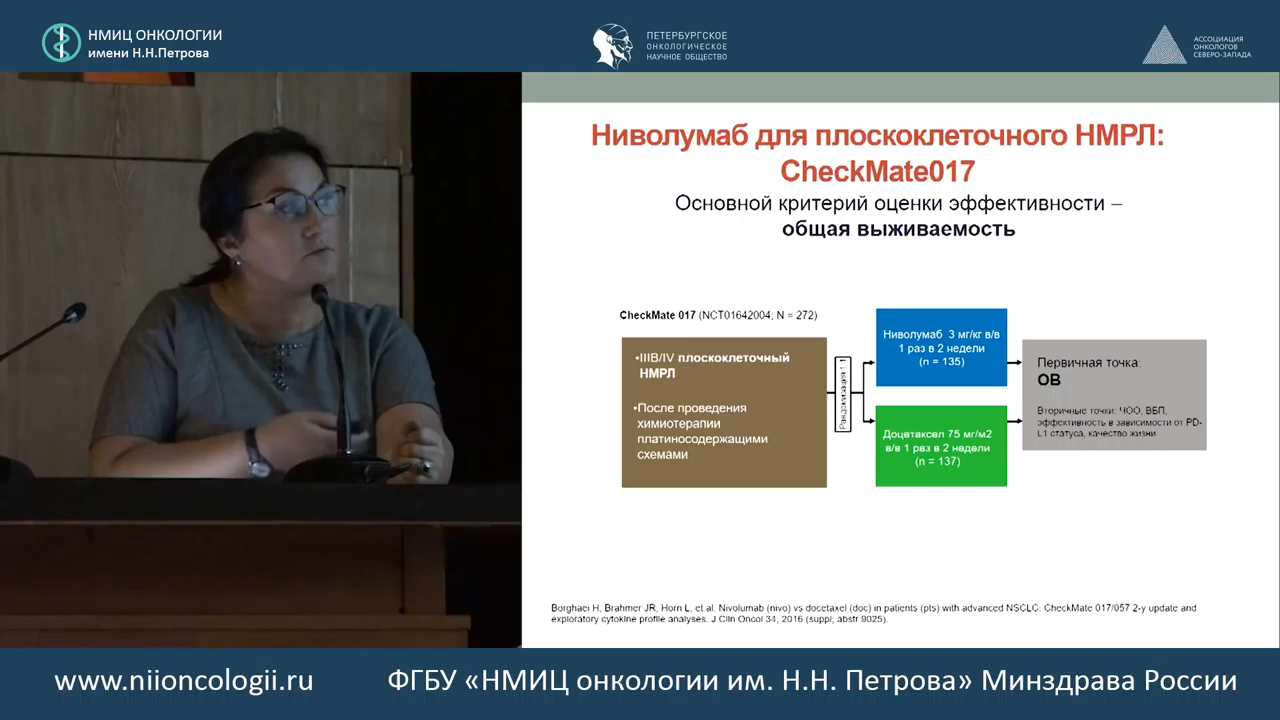 НМИЦ ОНКОЛОГИИ
имени Н.Н.Петрова
ПЕТЕРБУРГСКОЕ
ОНКОЛОГИЧЕСКОЕ
НАУЧНОЕ ОБЩЕСТВО
АССОЦИАЦИЯ
ОНКОЛОГОВ
СЕВЕРО-ЗАПАДА
Ниволумаб для плоскоклеточного НМРЛ:
CheckMate017
Основной критерий оценки эффективности –
общая выживаемость
CheckMate 017 (NCT01642004; N = 272)
•IIIB/IV плоскоклеточный
НМРЛ
•После проведения
химиотерапии
платиносодержащими
схемами
Рандомизация 1:1
Ниволумаб 3 мг/кг в/в
1 раз в 2 недели
(n = 135)
Доцетаксел 75 мг/м2
в/в 1 раз в 2 недели
(n = 137)
Первичная точка:
ОВ
Вторичные точки: ЧОО, ВБП,
эффективность в зависимости от PD-
L1 статуса, качество жизни
Borghaei H, Brahmer JR, Horn L, et al. Nivolumab (nivo) vs docetaxel (doc) in patients (pts) with advanced NSCLC: CheckMate 017/057 2-y update and
exploratory cytokine profile analyses. J Clin Oncol 34, 2016 (suppl; abstr 9025).
www.niioncologii.ru
ФГБУ «НМИЦ онкологии им. Н.Н. Петрова» Минздрава России